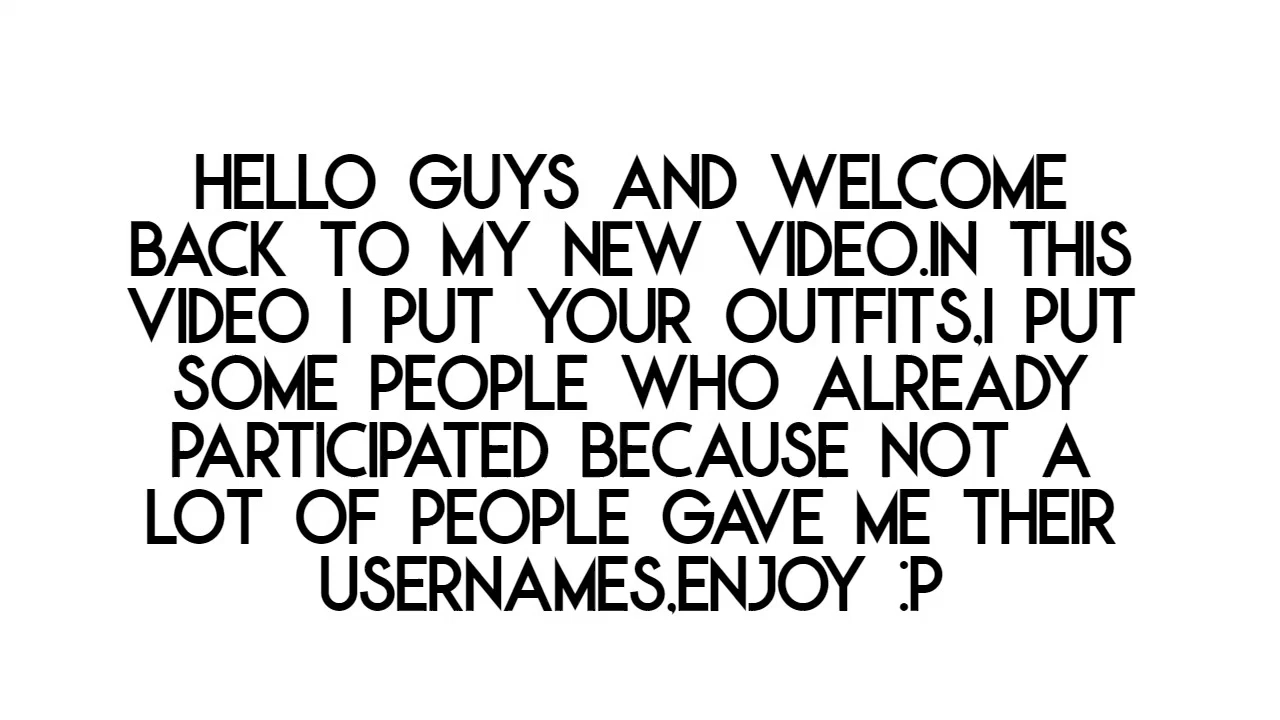 HELLO GUYS AND WELCOME
BACK TO MY NEW VIDEO.IN THIS
VIDEO I PUT YOUR OUTFITS,I PUT
SOME PEOPLE WHO ALREADY
PARTICIPATED BECAUSE NOT A
LOT OF PEOPLE GAVE ME THEIR
USERNAMES,ENJOY :P